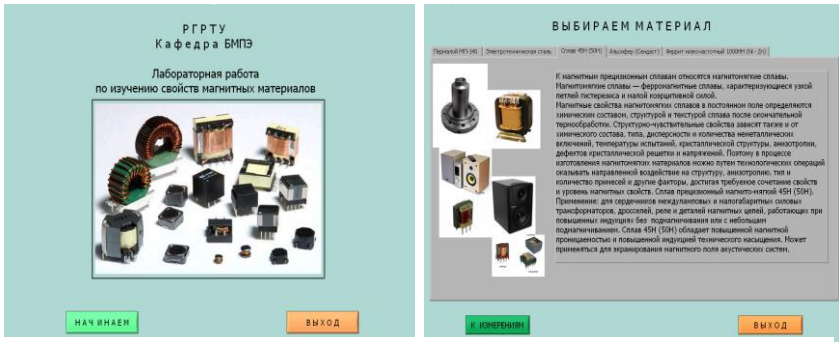 РГРТУ
Кафедра БМПЭ
Лабораторная работа
по изучению свойств магнитных материалов
НАЧИНАЕМ
ВЫХОД
ВЫБИРАЕМ МАТЕРИАЛ
Пермалой МП-140 Электротехническая сталь Сплав 45Н (50Н) Альсифер (Сендаст) Феррит низкочастотный 1000НН (Ni - Zn)
К магнитным прецизионным сплавам относятся магнитомягкие сплавы.
Магнитомягкие сплавы — ферромагнитные сплавы, характеризующиеся узкой
петлей гистерезиса и малой коэрцитивной силой.
Магнитные свойства магнитомягких сплавов в постоянном поле определяются
химическим составом, структурой и текстурой сплава после окончательной
термообработки. Структурно-чувствительные свойства зависят также и от
химического состава, типа, дисперсности и количества неметаллических
включений, температуры испытаний, кристаллической структуры, анизотропии,
дефектов кристаллической решетки и напряжений. Поэтому в процессе
изготовления магнитомягких материалов можно путем технологических операций
оказывать направленной воздействие на структуру, анизотропию, тип и
количество примесей и другие факторы, достигая требуемое сочетание свойств
и уровень магнитных свойств. Сплав прецизионный магнито-мягкий 45Н (50Н).
Применение: для сердечников междуламповых и малогабаритных силовых
трансформаторов, дросселей, реле и деталей магнитных цепей, работающих при
повышенных индукциях без подмагничивания или с небольшим
подмагничиванием. Сплав 45Н (50Н) обладает повышенной магнитной
проницаемостью и повышенной индукцией технического насыщения. Может
применяться для экранирования магнитного поля акустических систем.
К ИЗМЕРЕНИЯМ
ВЫХОД